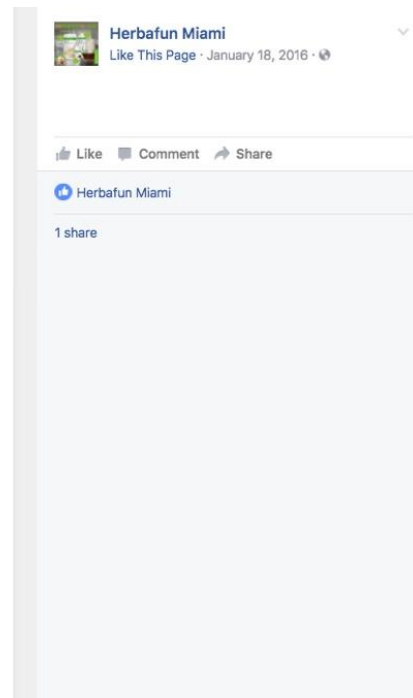 Herbafun Miami
Like This Page · January 18, 2016 ·
Like Comment Share
Herbafun Miami
1 share